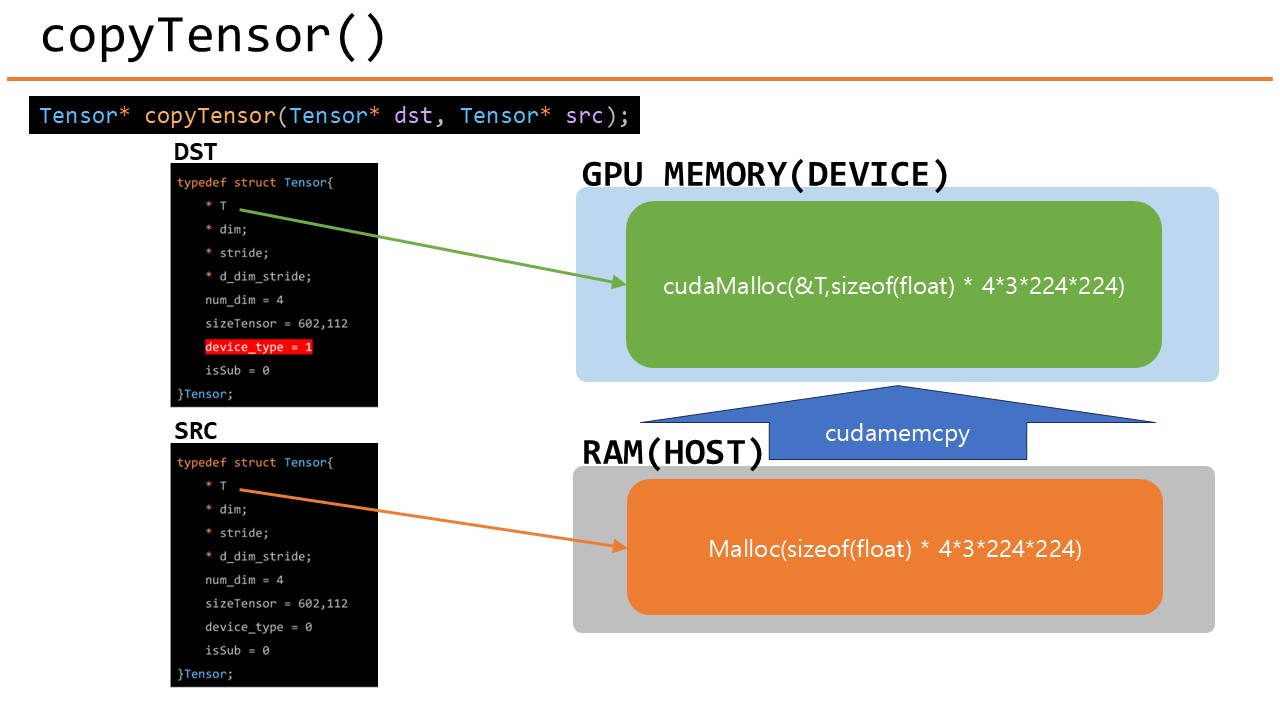 copyTensor()
Tensor* copyTensor(Tensor* dst, Tensor* src);
DST
typedef struct Tensor{
* T
* dim;
* stride;
* d_dim_stride;
num_dim = 4
sizeTensor = 602,112
device_type = 1
isSub = 0
}Tensor;
GPU MEMORY(DEVICE)
cudaMalloc(&T,sizeof(float) * 4*3*224*224)
cudamemcpy
SRC
typedef struct Tensor{
* T
* dim;
* stride;
* d_dim_stride;
num_dim = 4
sizeTensor = 602,112
device_type = 0
isSub = 0
}Tensor;
RAM(HOST)
Malloc(sizeof(float) * 4*3*224*224)